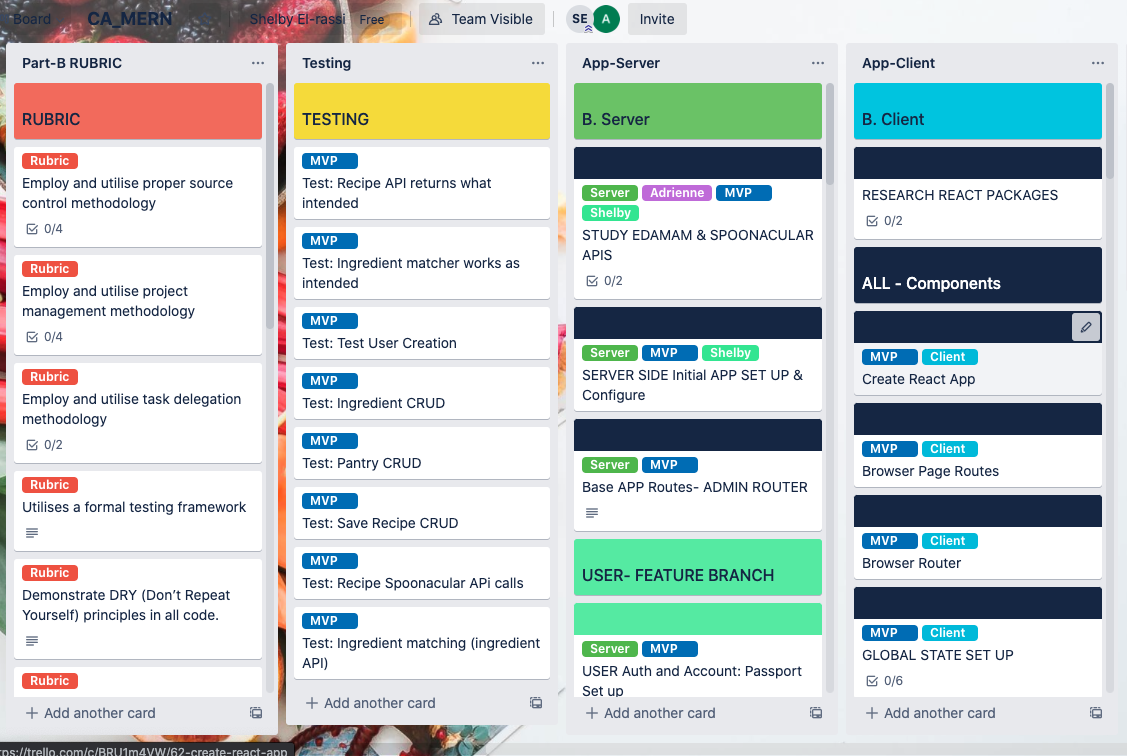 Board
CA_MERN
Shelby El-rassi
Free
Team Visible
SE
A
Invite
Part-B RUBRIC
RUBRIC
Rubric
Employ and utilise proper source
control methodology
0/4
Rubric
Employ and utilise project
management methodology
0/4
Rubric
Employ and utilise task delegation
methodology
0/2
Rubric
Utilises a formal testing framework
Rubric
Demonstrate DRY (Don't Repeat
Yourself) principles in all code.
Rubric
+ Add another card
Testing
TESTING
MVP
Test: Recipe API returns what
intended
MVP
Test: Ingredient matcher works as
intended
MVP
Test: Test User Creation
MVP
Test: Ingredient CRUD
MVP
Test: Pantry CRUD
MVP
Test: Save Recipe CRUD
MVP
Test: Recipe Spoonacular APi calls
MVP
Test: Ingredient matching (ingredient
API)
+ Add another card
App-Server
B. Server
Server Adrienne MVP
Shelby
STUDY EDAMAM & SPOONACULAR
APIS
0/2
Server MVP Shelby
SERVER SIDE Initial APP SET UP &
Configure
Server MVP
Base APP Routes- ADMIN ROUTER
USER- FEATURE BRANCH
Server MVP
USER Auth and Account: Passport
Set up
+ Add another card
App-Client
B. Client
RESEARCH REACT PACKAGES
0/2
ALL - Components
MVP Client
Create React App
MVP Client
Browser Page Routes
MVP Client
Browser Router
MVP Client
GLOBAL STATE SET UP
0/6
+ Add another card
ps://trello.com/c/BRU1m4VW/62-create-react-app